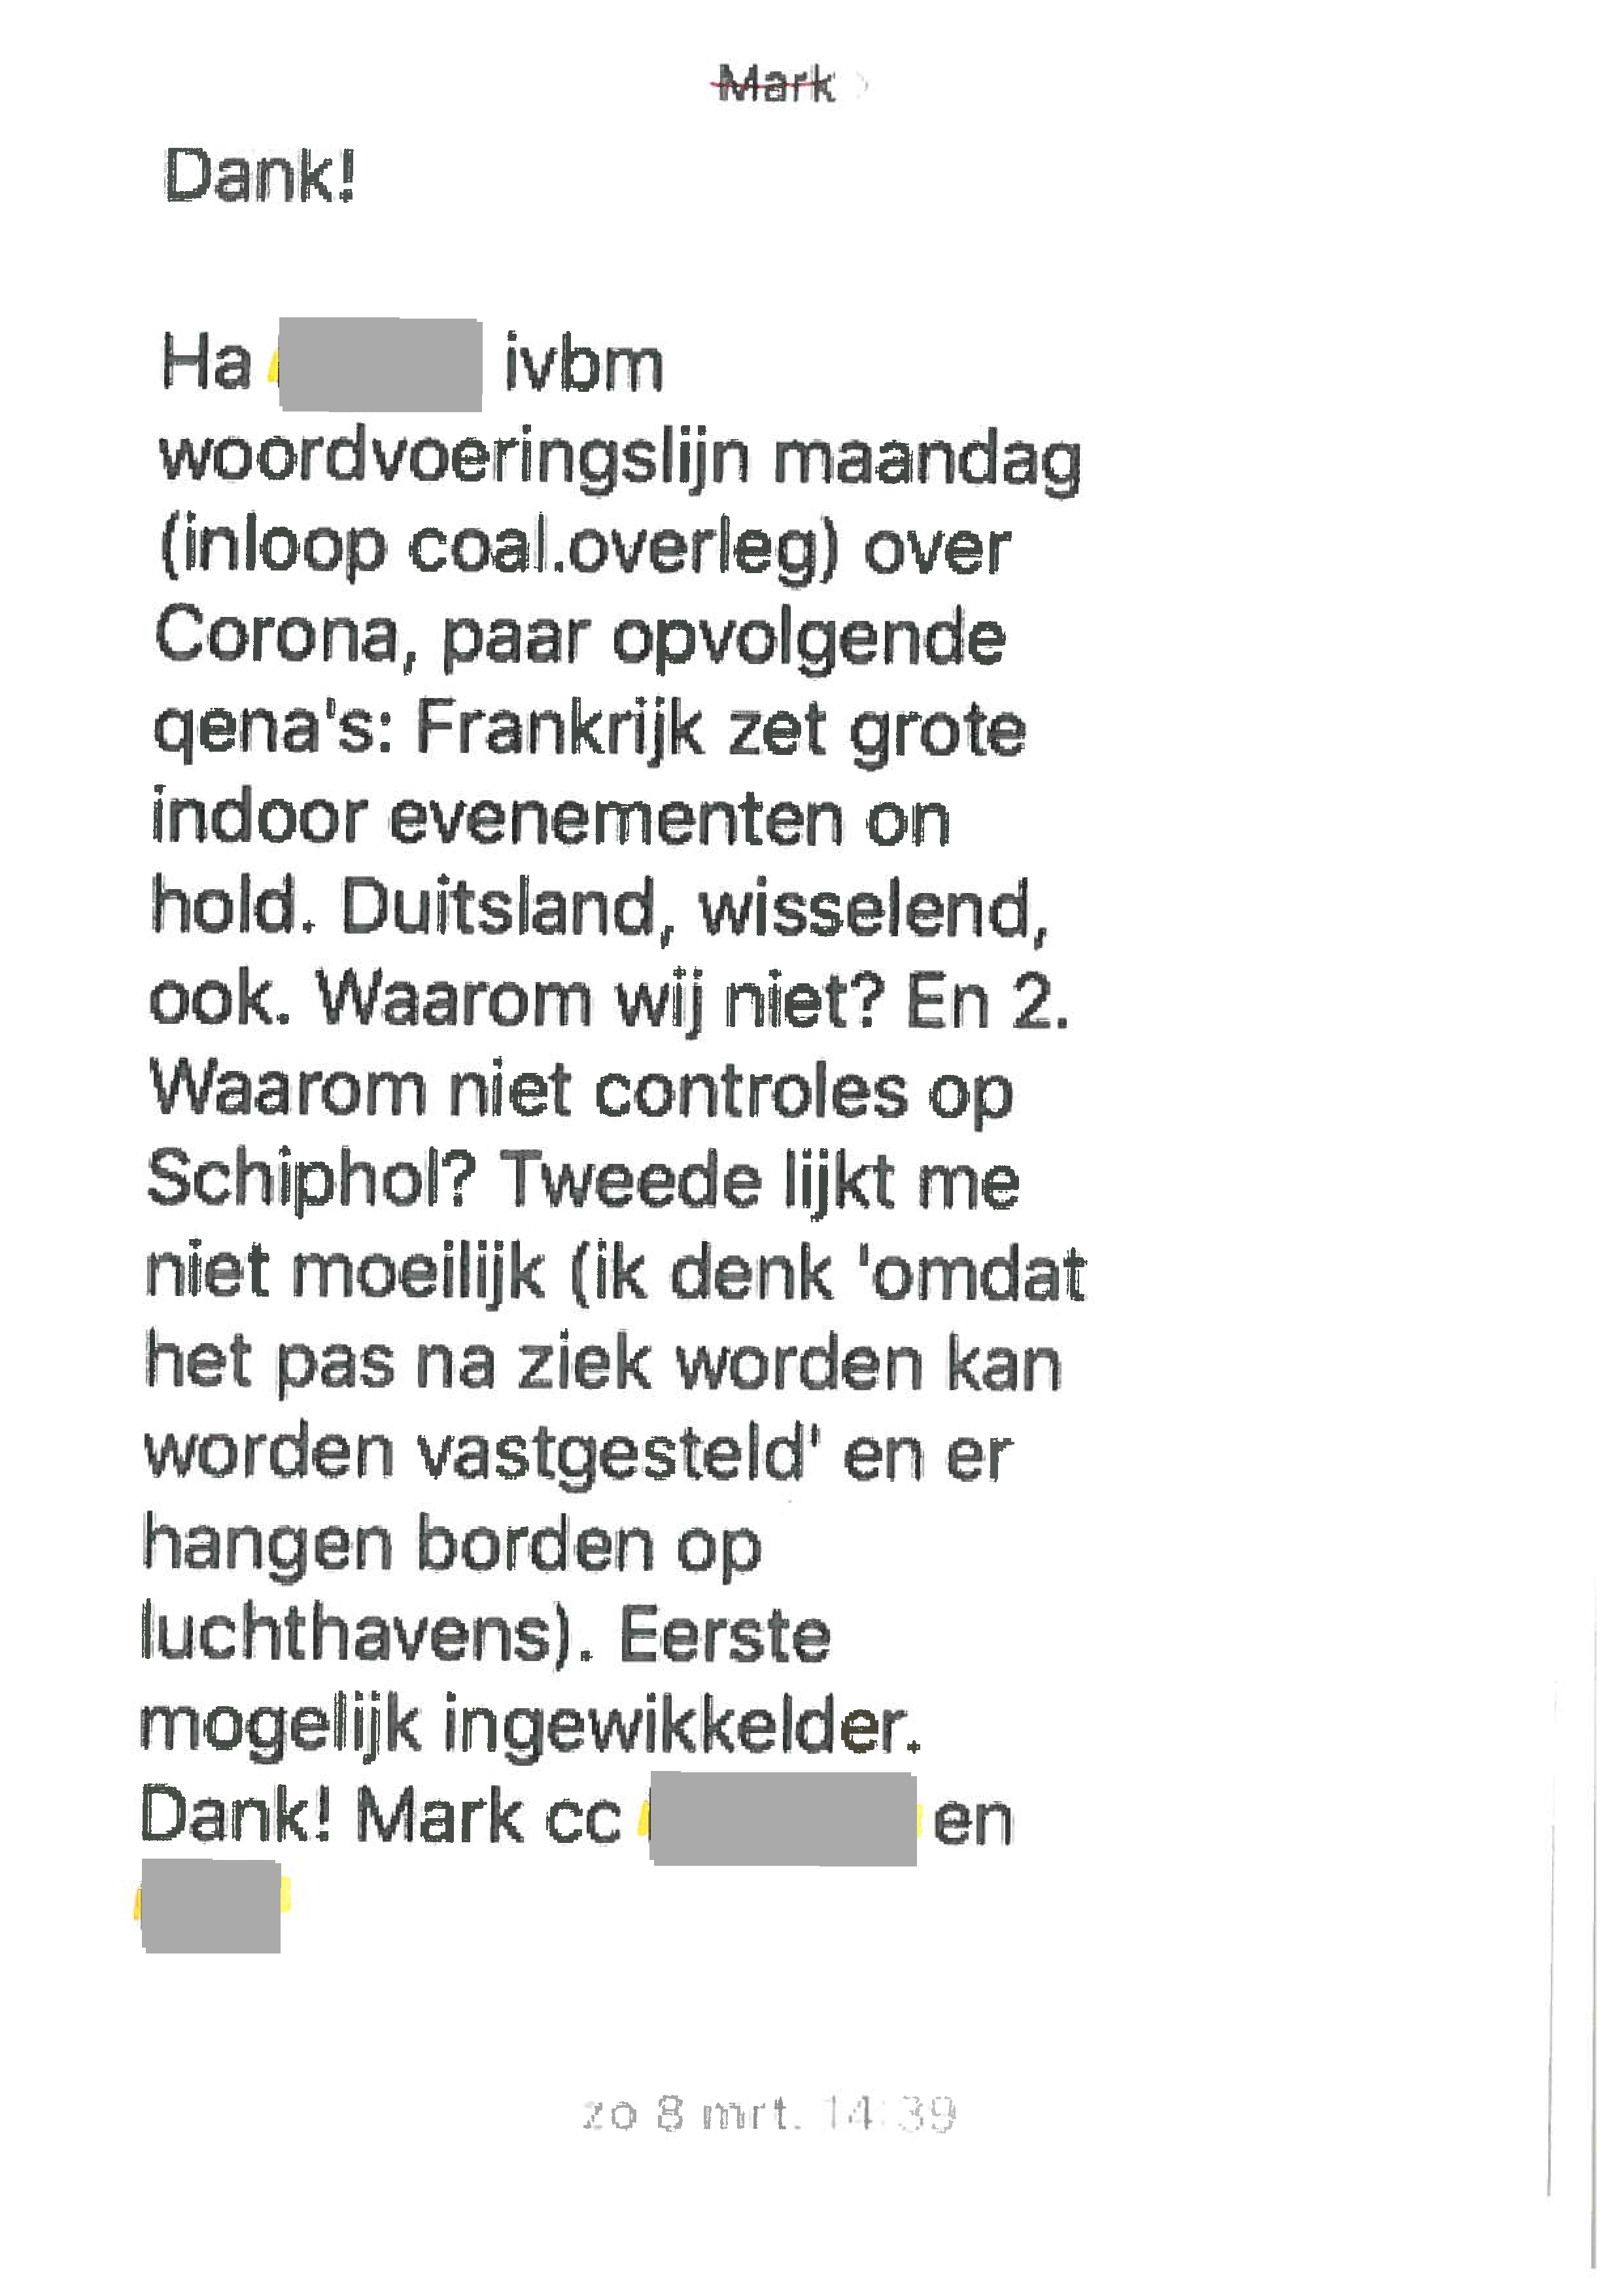 Mark
Dank!
Ha ivbm
woordvoeringslijn maandag
(inloop coal.overleg) over
Corona, paar opvolgende
qena's: Frankrijk zet grote
indoor evenementen on
hold. Duitsland, wisselend,
ook. Waarom wij niet? En 2.
Waarom niet controles op
Schiphol? Tweede lijkt me
niet moeilijk (ik denk 'omdat
het pas na ziek worden kan
worden vastgesteld' en er
hangen borden op
luchthavens). Eerste
mogelijk ingewikkelder.
Dank! Mark cc en
zo 8 mrt. 14:39